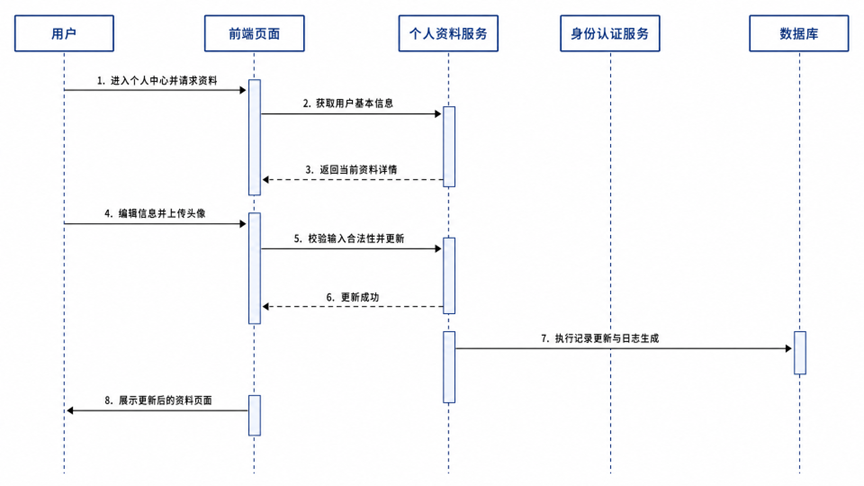 用户
前端页面
个人资料服务
身份认证服务
数据库
1. 进入个人中心并请求资料
2. 获取用户基本信息
3. 返回当前资料详情
4. 编辑信息并上传头像
5. 校验输入合法性并更新
6. 更新成功
7. 执行记录更新与日志生成
8. 展示更新后的资料页面